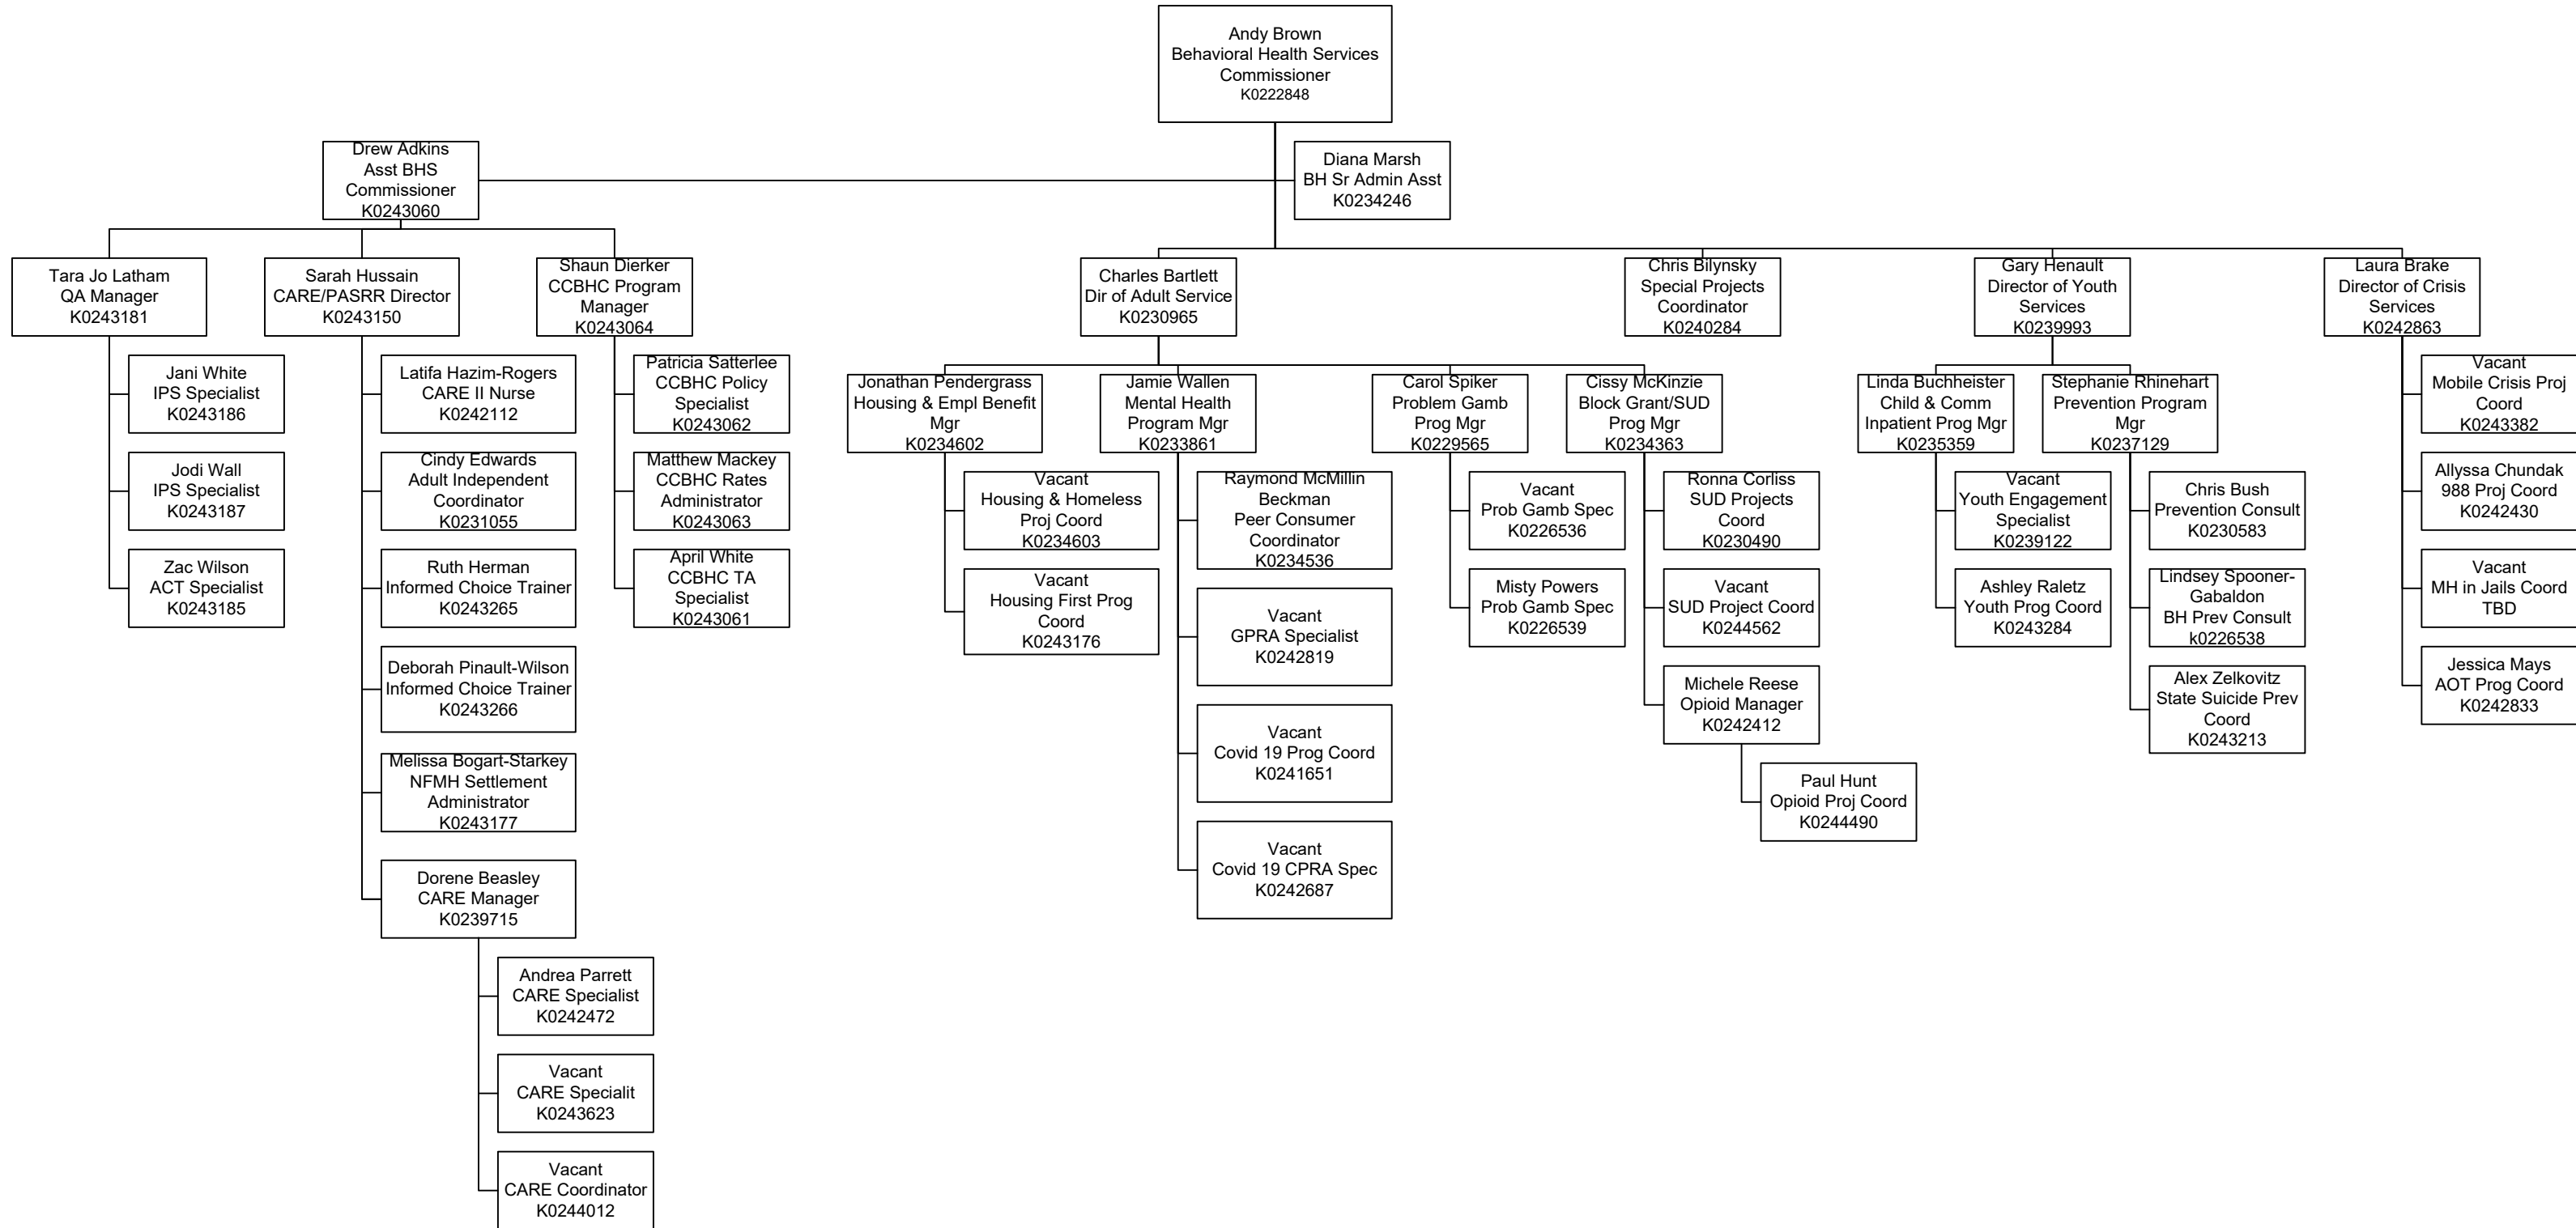 Andy Brown
Behavioral Health Services
Commissioner
K0222848
Drew Adkins
Asst BHS
Commissioner
K0243060
Diana Marsh
BH Sr Admin Asst
K0234246
Tara Jo Latham
QA Manager
K0243181
Sarah Hussain
CARE/PASRR Director
K0243150
Shaun Dierker
CCBHC Program
Manager
K0243064
Charles Bartlett
Dir of Adult Service
K0230965
Chris Bilynsky
Special Projects
Coordinator
K0240284
Gary Henault
Director of Youth
Services
K0239993
Laura Brake
Director of Crisis
Services
K0242863
Jani White
IPS Specialist
K0243186
Jodi Wall
IPS Specialist
K0243187
Zac Wilson
ACT Specialist
K0243185
Latifa Hazim-Rogers
CARE II Nurse
K0242112
Cindy Edwards
Adult Independent
Coordinator
K0231055
Ruth Herman
Informed Choice Trainer
K0243265
Deborah Pinault-Wilson
Informed Choice Trainer
K0243266
Melissa Bogart-Starkey
NFMH Settlement
Administrator
K0243177
Dorene Beasley
CARE Manager
K0239715
Andrea Parrett
CARE Specialist
K0242472
Vacant
CARE Specialit
K0243623
Vacant
CARE Coordinator
K0244012
Patricia Satterlee
CCBHC Policy
Specialist
K0243062
Matthew Mackey
CCBHC Rates
Administrator
K0243063
April White
CCBHC TA
Specialist
K0243061
Jonathan Pendergrass
Housing & Empl Benefit
Mgr
K0234602
Vacant
Housing & Homeless
Proj Coord
K0234603
Vacant
Housing First Prog
Coord
K0243176
Jamie Wallen
Mental Health
Program Mgr
K0233861
Raymond McMillin
Beckman
Peer Consumer
Coordinator
K0234536
Vacant
GPRA Specialist
K0242819
Vacant
Covid 19 Prog Coord
K0241651
Vacant
Covid 19 CPRA Spec
K0242687
Carol Spiker
Problem Gamb
Prog Mgr
K0229565
Vacant
Prob Gamb Spec
K0226536
Misty Powers
Prob Gamb Spec
K0226539
Cissy McKinzie
Block Grant/SUD
Prog Mgr
K0234363
Ronna Corliss
SUD Projects
Coord
K0230490
Vacant
SUD Project Coord
K0244562
Michele Reese
Opioid Manager
K0242412
Paul Hunt
Opioid Proj Coord
K0244490
Linda Buchheister
Child & Comm
Inpatient Prog Mgr
K0235359
Vacant
Youth Engagement
Specialist
K0239122
Ashley Raletz
Youth Prog Coord
K0243284
Stephanie Rhinehart
Prevention Program
Mgr
K0237129
Chris Bush
Prevention Consult
K0230583
Lindsey Spooner-
Gabaldon
BH Prev Consult
k0226538
Alex Zelkovitz
State Suicide Prev
Coord
K0243213
Vacant
Mobile Crisis Proj
Coord
K0243382
Allyssa Chundak
988 Proj Coord
K0242430
Vacant
MH in Jails Coord
TBD
Jessica Mays
AOT Prog Coord
K0242833